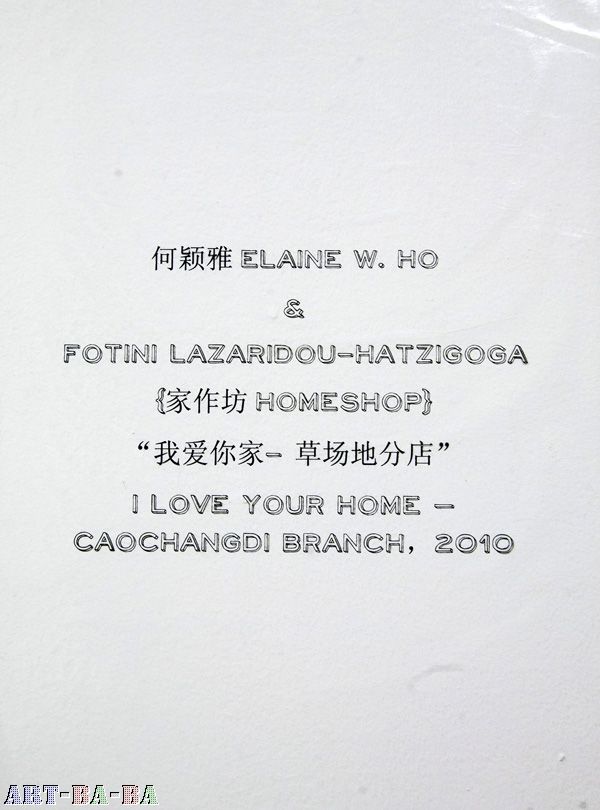 何颖雅 ELAINE W. HO
&
FOTINI LAZARIDOU-HATZIGOGA
{家作坊 HOMESHOP}
“我爱你家- 草场地分店”
I LOVE YOUR HOME –
CAOCHANGDI BRANCH, 2010
ART-BA-BA